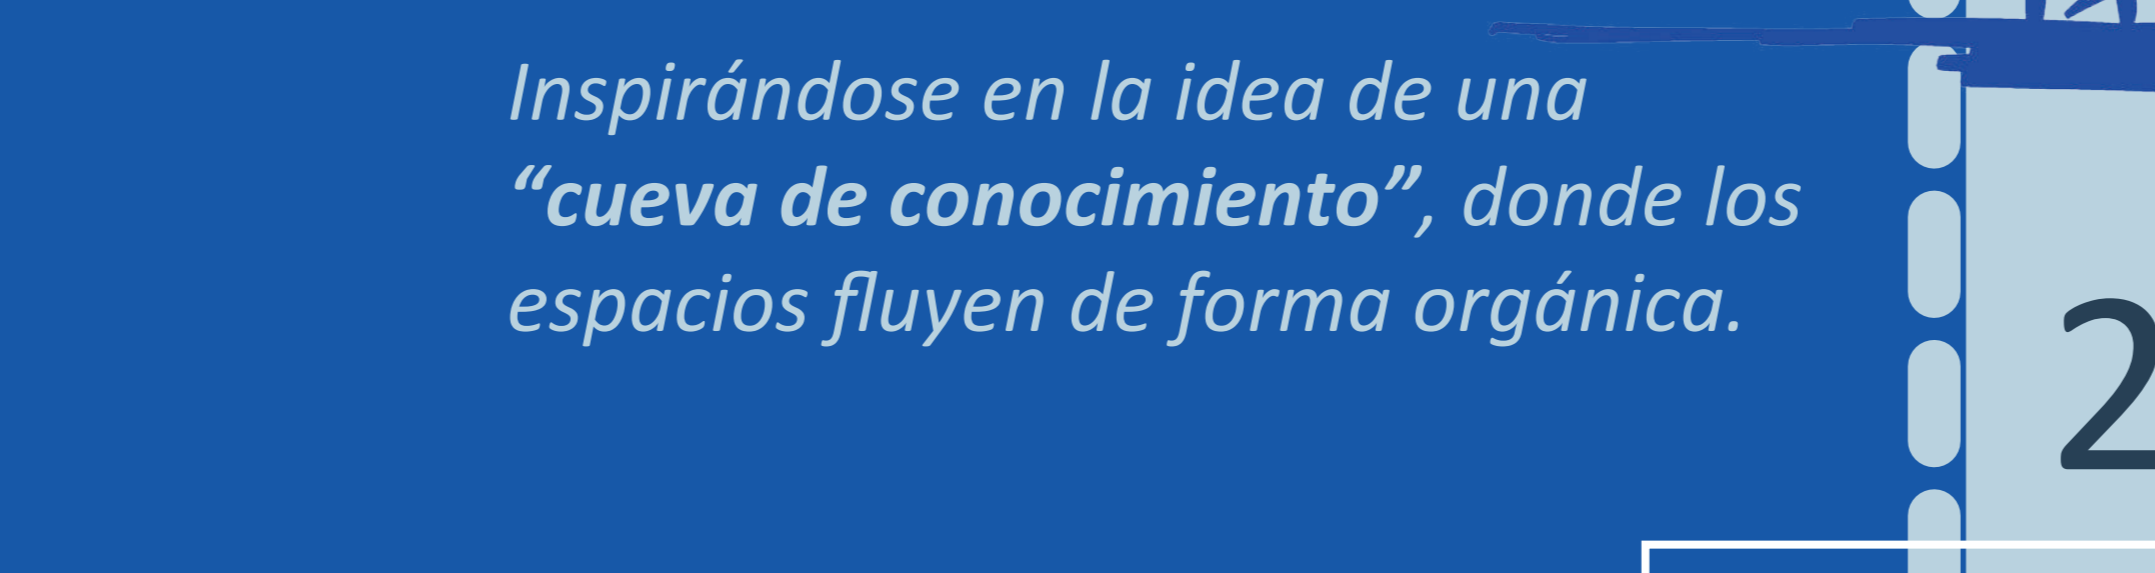 Inspirándose en la idea de una
“cueva de conocimiento”, donde los
espacios fluyen de forma orgánica.
2